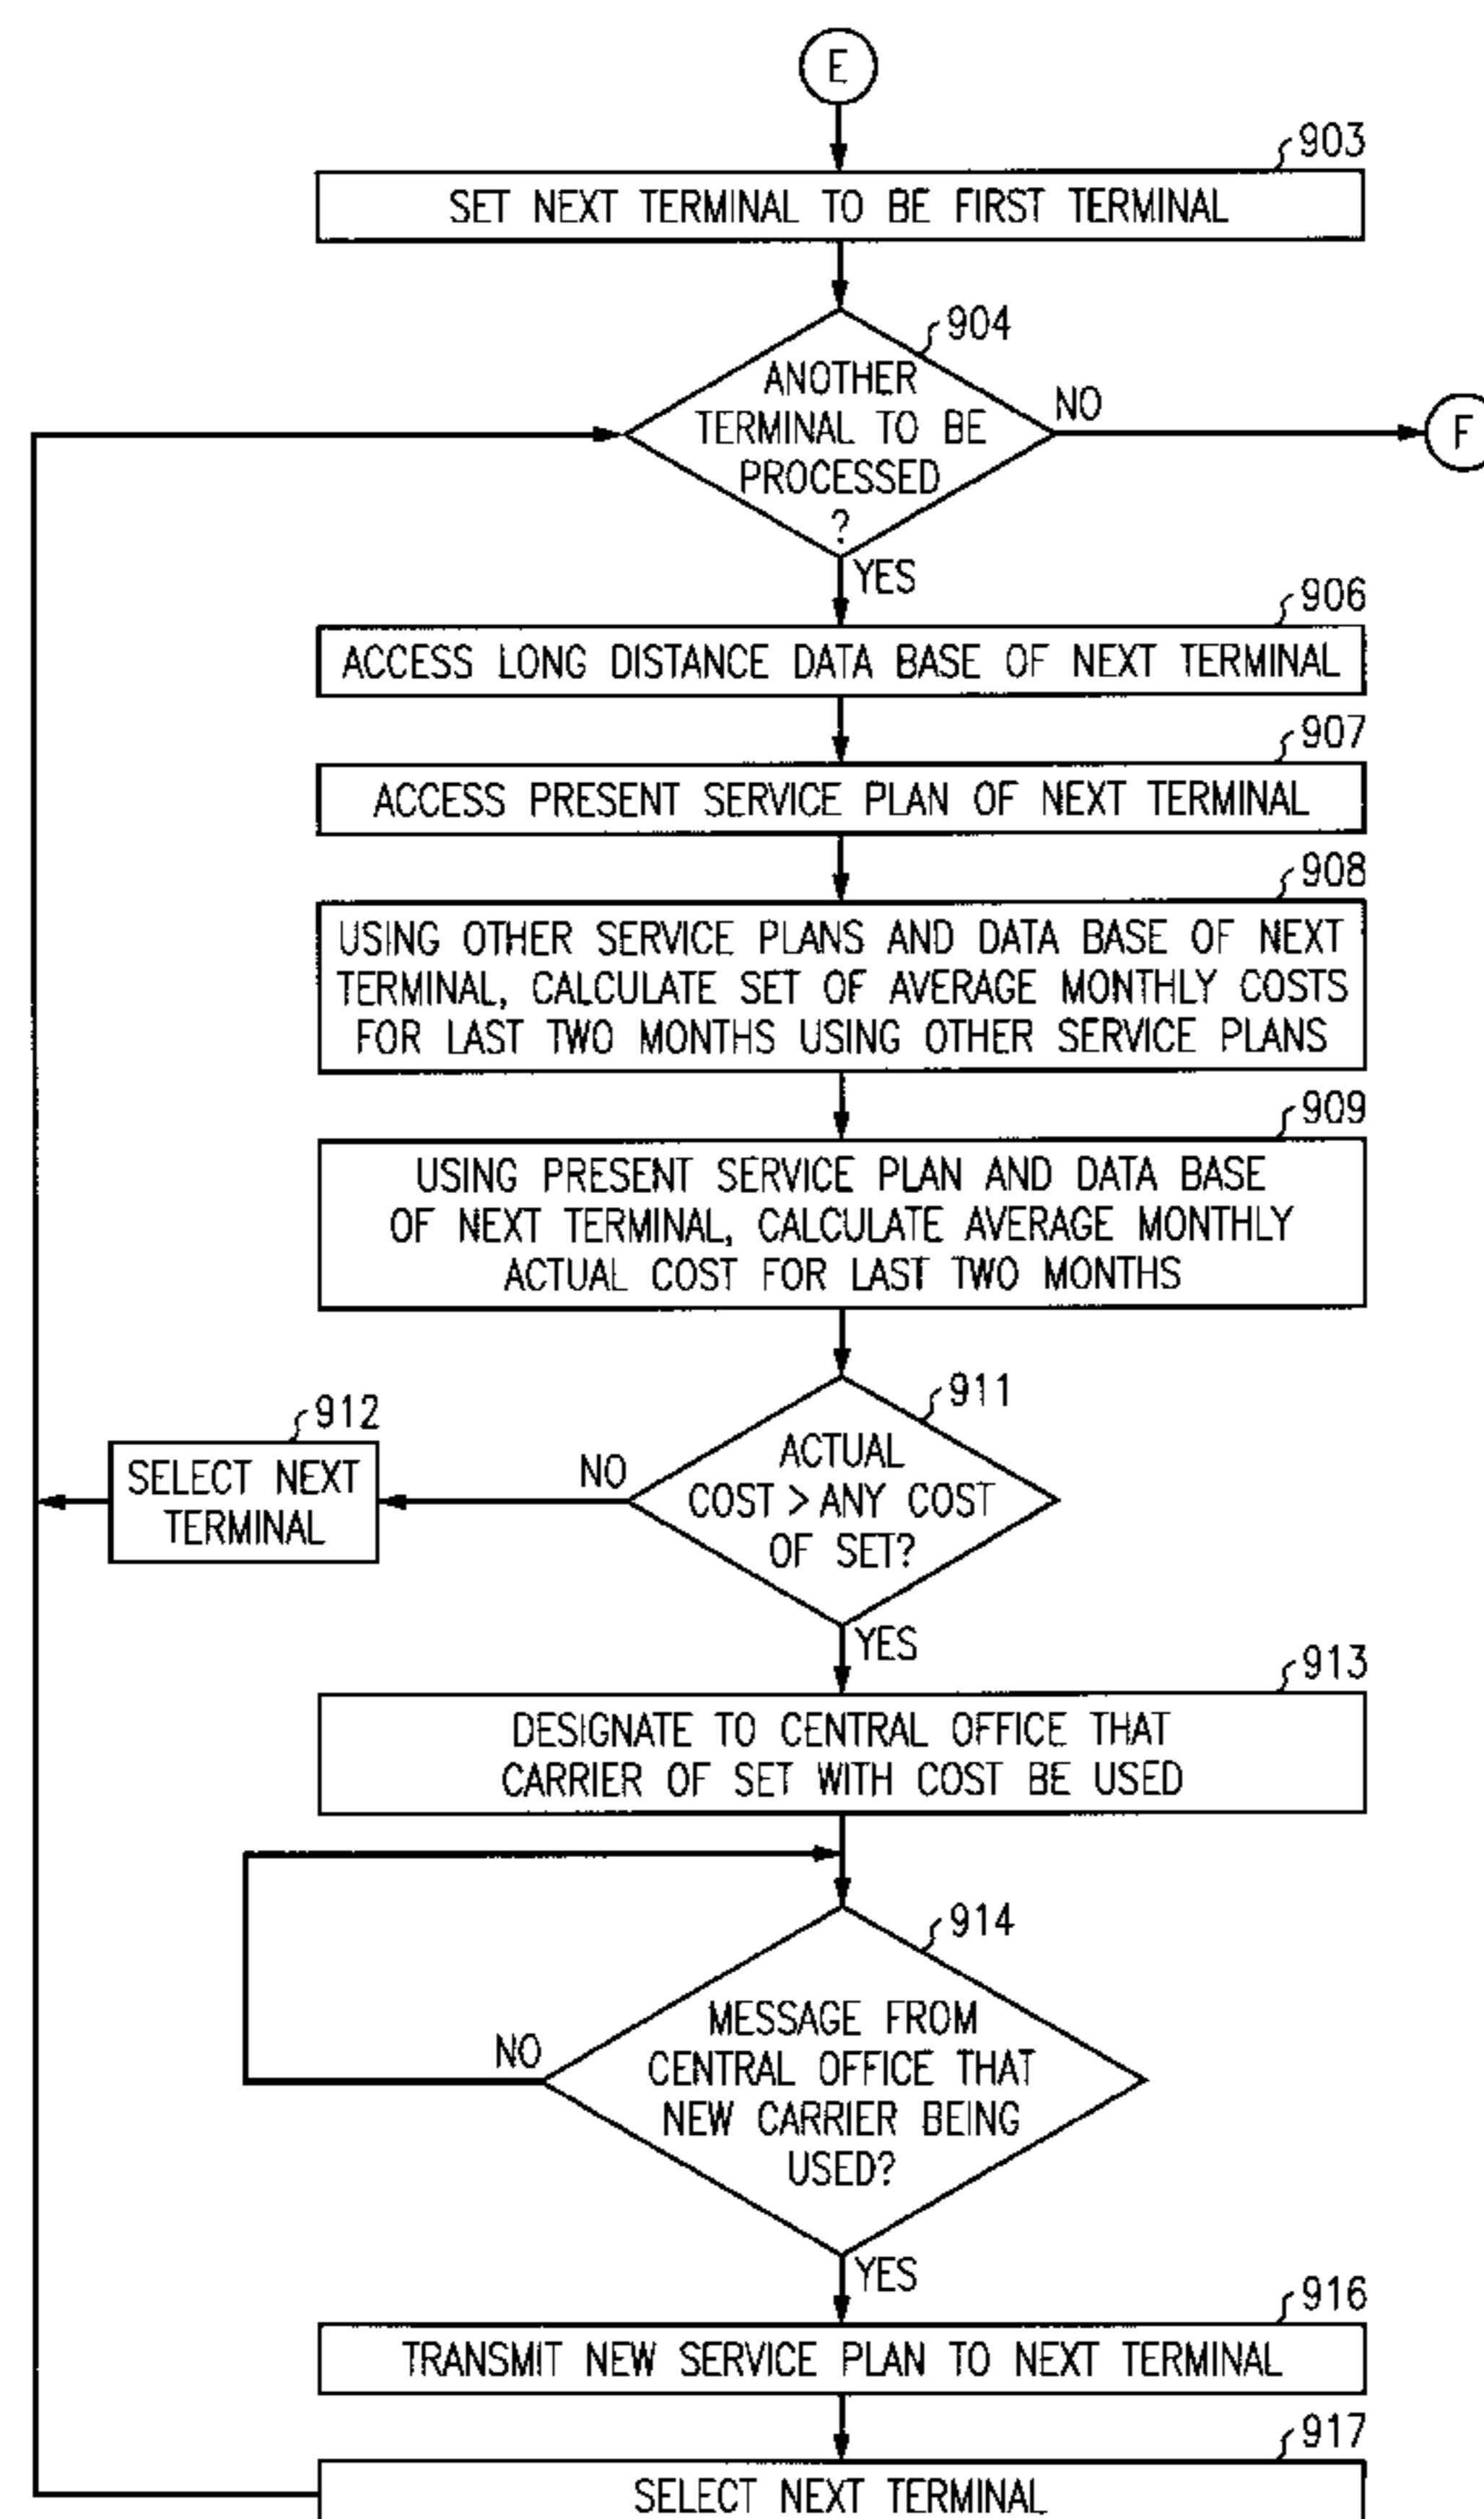 E
903
SET NEXT TERMINAL TO BE FIRST TERMINAL
904
ANOTHER
TERMINAL TO BE
PROCESSED
?
NO
F
YES
906
ACCESS LONG DISTANCE DATA BASE OF NEXT TERMINAL
907
ACCESS PRESENT SERVICE PLAN OF NEXT TERMINAL
908
USING OTHER SERVICE PLANS AND DATA BASE OF NEXT
TERMINAL, CALCULATE SET OF AVERAGE MONTHLY COSTS
FOR LAST TWO MONTHS USING OTHER SERVICE PLANS
909
USING PRESENT SERVICE PLAN AND DATA BASE
OF NEXT TERMINAL, CALCULATE AVERAGE MONTHLY
ACTUAL COST FOR LAST TWO MONTHS
911
ACTUAL
COST > ANY COST
OF SET?
NO
912
SELECT NEXT
TERMINAL
YES
913
DESIGNATE TO CENTRAL OFFICE THAT
CARRIER OF SET WITH COST BE USED
914
MESSAGE FROM
CENTRAL OFFICE THAT
NEW CARRIER BEING
USED?
NO
YES
916
TRANSMIT NEW SERVICE PLAN TO NEXT TERMINAL
917
SELECT NEXT TERMINAL